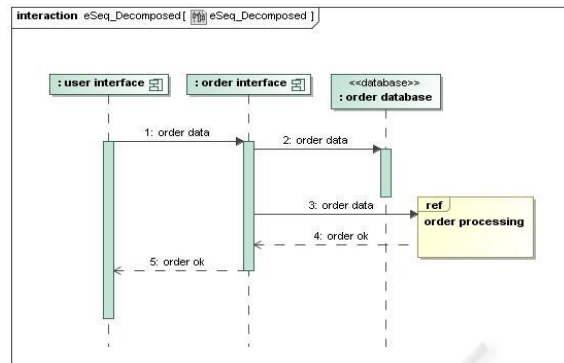 interaction eSeq_Decomposed [ eSeq_Decomposed ]
: user interface
: order interface
<<database>>
: order database
1: order data
2: order data
3: order data
ref
order processing
4: order ok
5: order ok